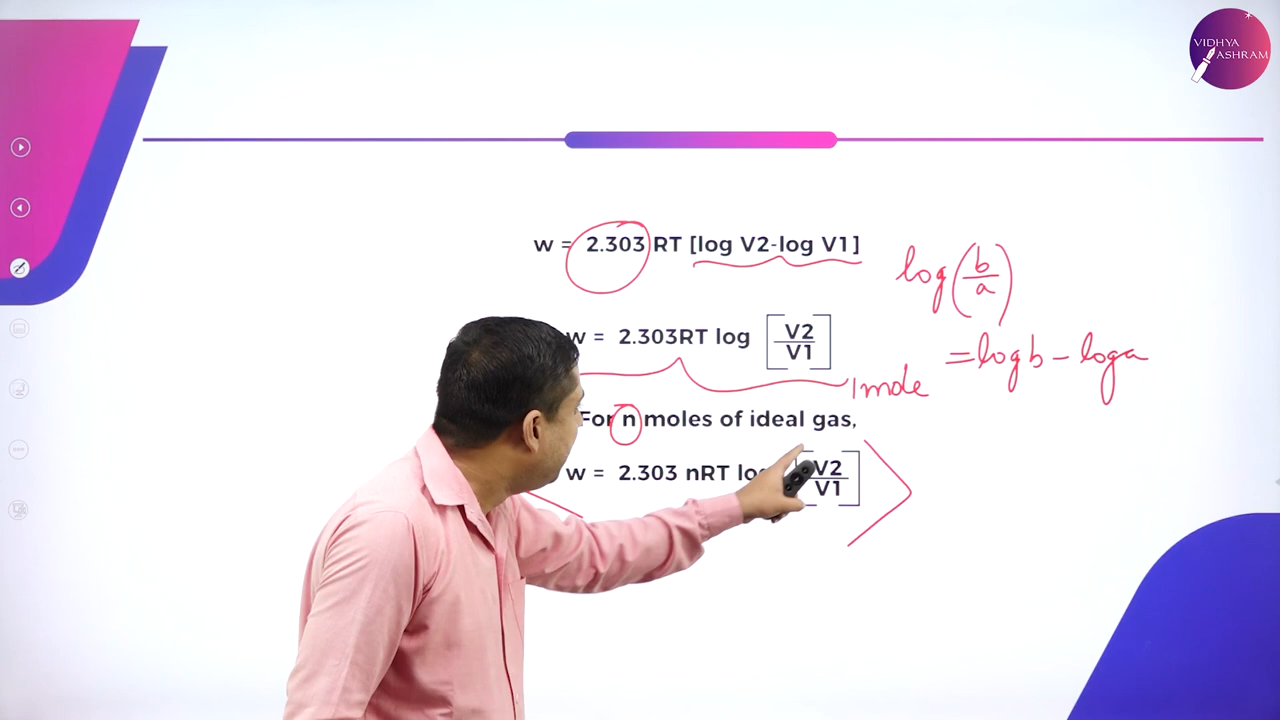 VIDHYA
ASHRAM
w = 2.303 RT [log V2-log V1]
log(b/a)
= log b - log a
w = 2.303RT log [V2/V1]
1 mole
For n moles of ideal gas,
w = 2.303 nRT log [V2/V1]